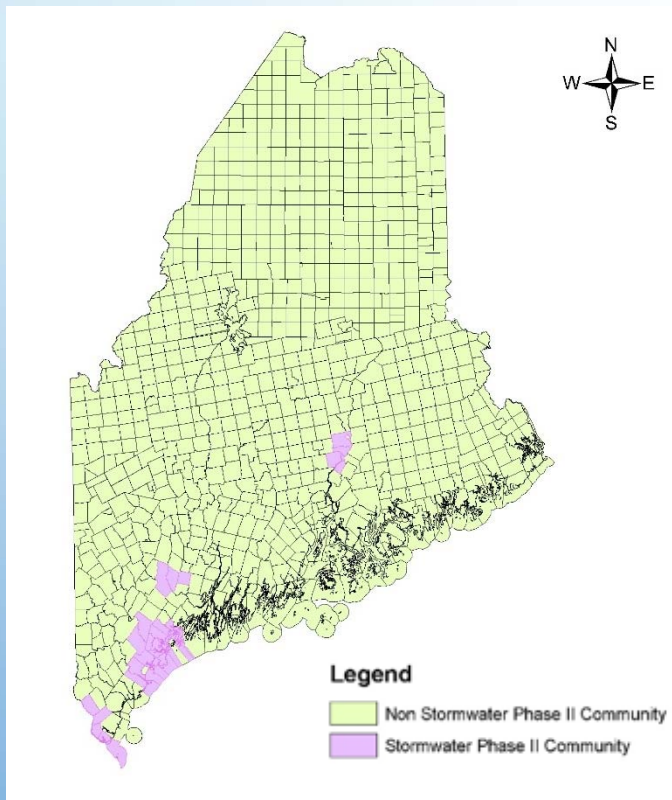 N
W E
S
Legend
Non Stormwater Phase II Community
Stormwater Phase II Community